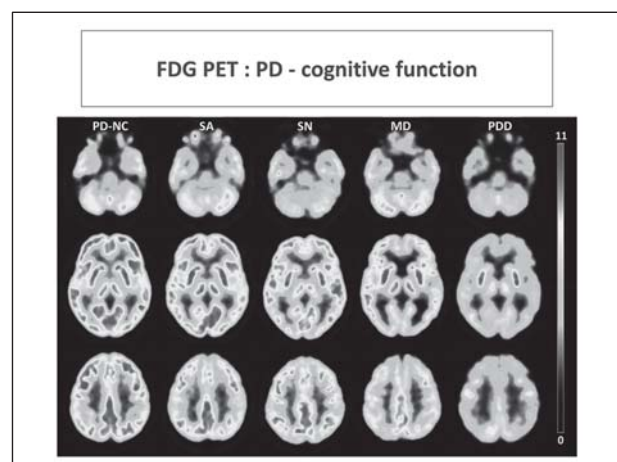 FDG PET : PD - cognitive function
PD-NC SA SN MD PDD
11
0